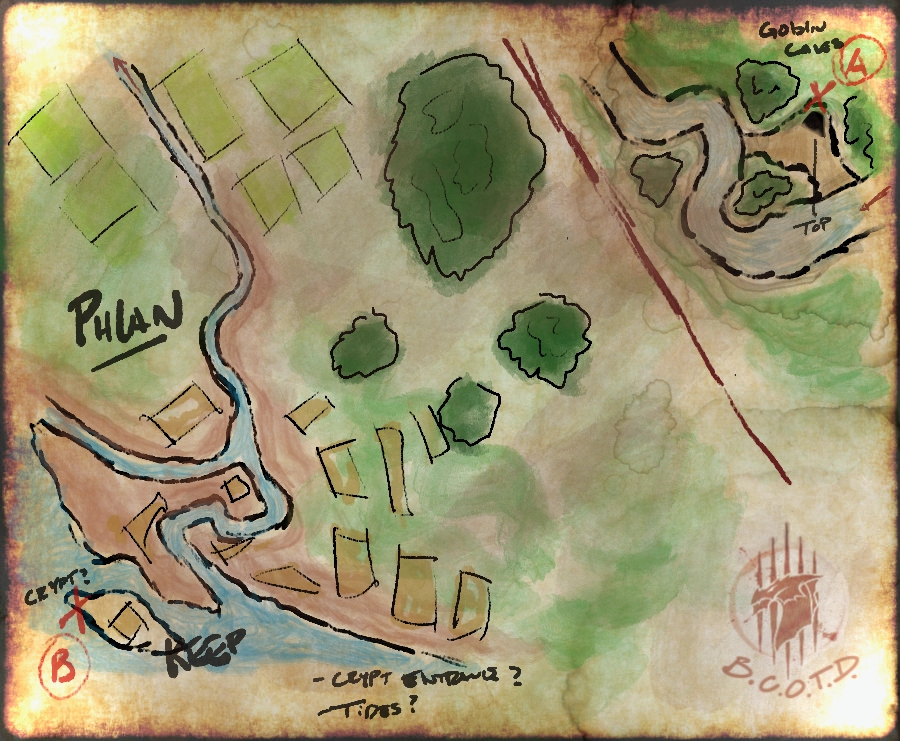 GOBLIN
CAVES
A
TOP
PHLAN
CRYPT?
B
KEEP
- CRYPT ENTRANCE?
- TIDES?
B.C.O.T.D.